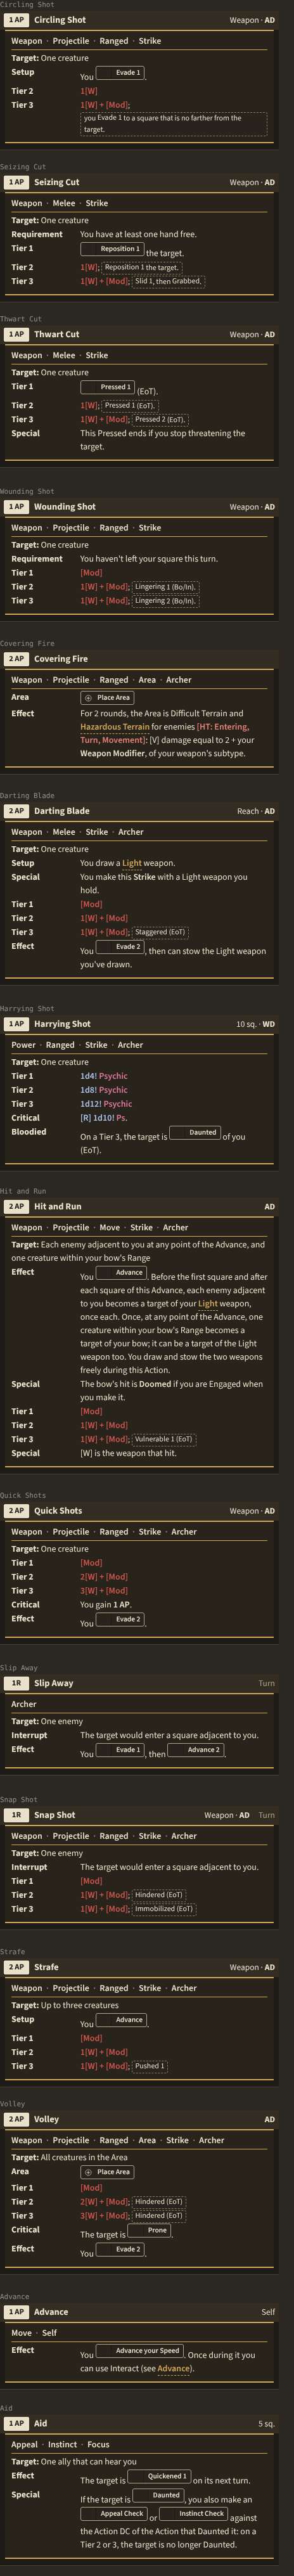 Circling Shot
1 AP Circling Shot Weapon · AD
Weapon · Projectile · Ranged · Strike
Target: One creature
Setup You Evade 1.
Tier 2 1[W]
Tier 3 1[W] + [Mod];
you Evade 1 to a square that is no farther from the
target.
Seizing Cut
1 AP Seizing Cut Weapon · AD
Weapon · Melee · Strike
Target: One creature
Requirement You have at least one hand free.
Tier 1 Reposition 1 the target.
Tier 2 1[W]; Reposition 1 the target.
Tier 3 1[W] + [Mod]; Slid 1, then Grabbed.
Thwart Cut
1 AP Thwart Cut Weapon · AD
Weapon · Melee · Strike
Target: One creature
Tier 1 Pressed 1 (EoT).
Tier 2 1[W]; Pressed 1 (EoT).
Tier 3 1[W] + [Mod]; Pressed 2 (EoT).
Special This Pressed ends if you stop threatening the
target.
Wounding Shot
1 AP Wounding Shot Weapon · AD
Weapon · Projectile · Ranged · Strike
Target: One creature
Requirement You haven't left your square this turn.
Tier 1 [Mod]
Tier 2 1[W] + [Mod]; Lingering 1 (Bo/In).
Tier 3 1[W] + [Mod]; Lingering 2 (Bo/In).
Covering Fire
2 AP Covering Fire
Weapon · Projectile · Ranged · Area · Archer
Area Place Area
Effect For 2 rounds, the Area is Difficult Terrain and
Hazardous Terrain for enemies [HT: Entering,
Turn, Movement]: [V] damage equal to 2 + your
Weapon Modifier, of your weapon's subtype.
Darting Blade
2 AP Darting Blade Reach · AD
Weapon · Melee · Strike · Archer
Target: One creature
Setup You draw a Light weapon.
Special You make this Strike with a Light weapon you
hold.
Tier 1 [Mod]
Tier 2 1[W] + [Mod]
Tier 3 1[W] + [Mod]; Staggered (EoT)
Effect You Evade 2, then can stow the Light weapon
you've drawn.
Harrying Shot
1 AP Harrying Shot 10 sq. · WD
Power · Ranged · Strike · Archer
Target: One creature
Tier 1 1d4! Psychic
Tier 2 1d8! Psychic
Tier 3 1d12! Psychic
Critical [R] 1d10! Ps.
Bloodied On a Tier 3, the target is Daunted of you
(EoT).
Hit and Run
2 AP Hit and Run AD
Weapon · Projectile · Move · Strike · Archer
Target: Each enemy adjacent to you at any point of the Advance, and
one creature within your bow's Range
Effect You Advance. Before the first square and after
each square of this Advance, each enemy adjacent
to you becomes a target of your Light weapon,
once each. Once, at any point of the Advance, one
creature within your bow's Range becomes a
target of your bow; it can be a target of the Light
weapon too. You draw and stow the two weapons
freely during this Action.
Special The bow's hit is Doomed if you are Engaged when
you make it.
Tier 1 [Mod]
Tier 2 1[W] + [Mod]
Tier 3 1[W] + [Mod]; Vulnerable 1 (EoT)
Special [W] is the weapon that hit.
Quick Shots
2 AP Quick Shots Weapon · AD
Weapon · Projectile · Ranged · Strike · Archer
Target: One creature
Tier 1 [Mod]
Tier 2 2[W] + [Mod]
Tier 3 3[W] + [Mod]
Critical You gain 1 AP.
Effect You Evade 2.
Slip Away
1R Slip Away Turn
Archer
Target: One enemy
Interrupt The target would enter a square adjacent to you.
Effect You Evade 1, then Advance 2.
Snap Shot
1R Snap Shot Weapon · AD Turn
Weapon · Projectile · Ranged · Strike · Archer
Target: One enemy
Interrupt The target would enter a square adjacent to you.
Tier 1 [Mod]
Tier 2 1[W] + [Mod]; Hindered (EoT)
Tier 3 1[W] + [Mod]; Immobilized (EoT)
Strafe
2 AP Strafe Weapon · AD
Weapon · Projectile · Ranged · Strike · Archer
Target: Up to three creatures
Setup You Advance.
Tier 1 [Mod]
Tier 2 1[W] + [Mod]
Tier 3 1[W] + [Mod]; Pushed 1
Volley
2 AP Volley AD
Weapon · Projectile · Ranged · Area · Strike · Archer
Target: All creatures in the Area
Area Place Area
Tier 1 [Mod]
Tier 2 2[W] + [Mod]; Hindered (EoT)
Tier 3 3[W] + [Mod]; Hindered (EoT)
Critical The target is Prone.
Effect You Evade 2.
Advance
1 AP Advance Self
Move · Self
Effect You Advance your Speed. Once during it you
can use Interact (see Advance).
Aid
1 AP Aid 5 sq.
Appeal · Instinct · Focus
Target: One ally that can hear you
Effect The target is Quickened 1 on its next turn.
Special If the target is Daunted, you also make an
Appeal Check or Instinct Check against
the Action DC of the Action that Daunted it: on a
Tier 2 or 3, the target is no longer Daunted.